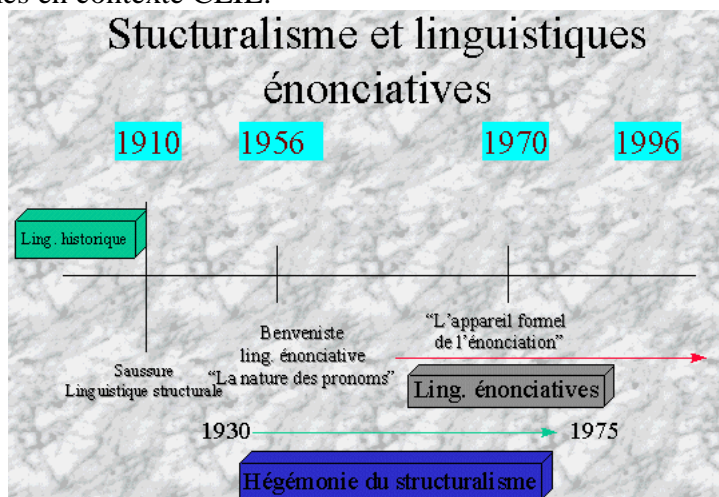 Stucturalisme et linguistiques
énonciatives
1910 1956 1970 1996
Ling. historique
Saussure
Linguistique structurale
Benveniste
ling. énonciative
“La nature des pronoms”
“L’appareil formel
de l’énonciation”
Ling. énonciatives
1930 1975
Hégémonie du structuralisme